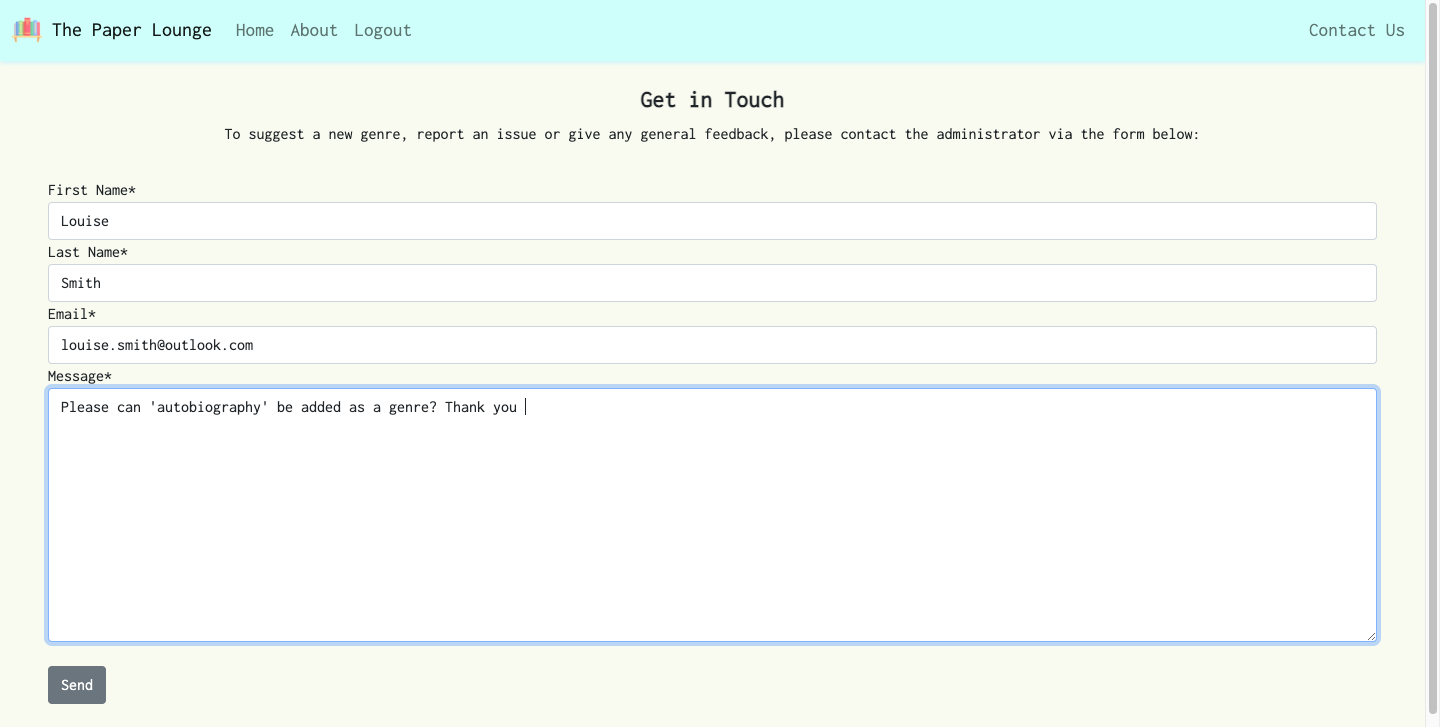 The Paper Lounge Home About Logout Contact Us
Get in Touch
To suggest a new genre, report an issue or give any general feedback, please contact the administrator via the form below:
First Name*
Louise
Last Name*
Smith
Email*
louise.smith@outlook.com
Message*
Please can 'autobiography' be added as a genre? Thank you
Send